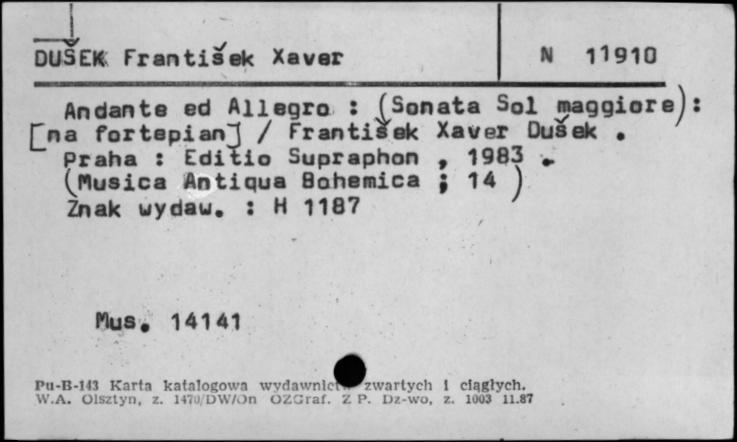 DUŠEK František Xaver N 11910
Andante ed Allegro : (Sonata Sol maggiore):
[na fortepian] / František Xaver Dušek .
Praha : Editio Supraphon , 1983 .
(Musica Antiqua Bohemica ; 14 )
Znak wydaw. : H 1187
Mus. 14141
Pu-B-143 Karta katalogowa wydawnictw zwartych i ciągłych.
W.A. Olsztyn, z. 1470/DW/On OZGraf. Z P. Dz-wo, z. 1003 11.87